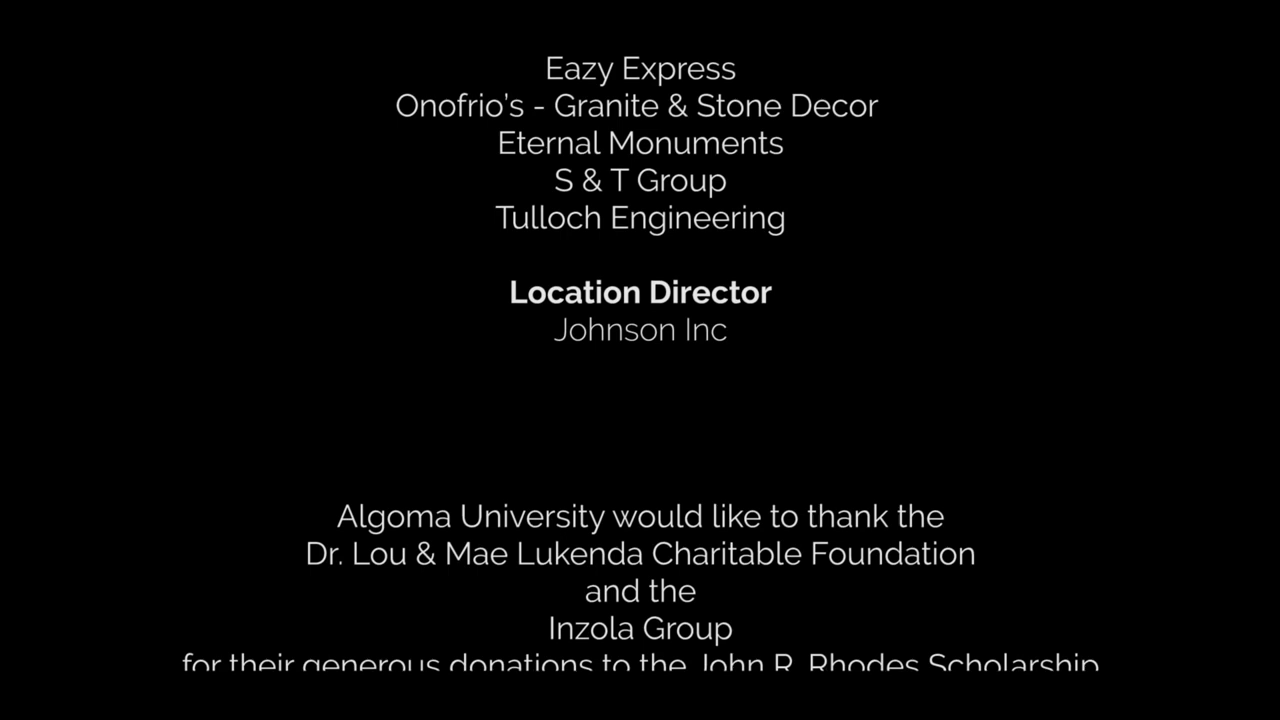 Eazy Express
Onofrio's - Granite & Stone Decor
Eternal Monuments
S & T Group
Tulloch Engineering
Location Director
Johnson Inc
Algoma University would like to thank the
Dr. Lou & Mae Lukenda Charitable Foundation
and the
Inzola Group
for their generous donations to the John R. Rhodes Scholarship